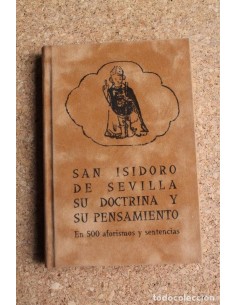 SAN ISIDORO
DE SEVILLA
SU DOCTRINA Y
SU PENSAMIENTO
En 500 aforismos y sentencias
todocoleccion